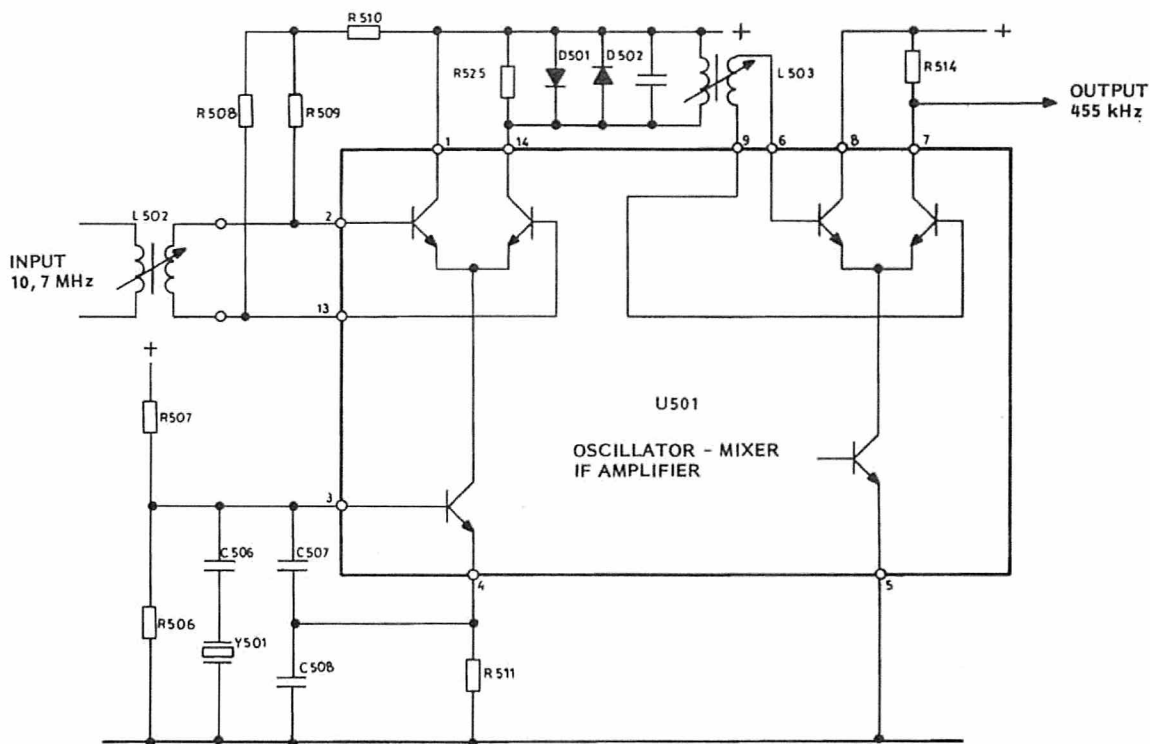 R510
+
+
D501
D502
R525
L503
R514
OUTPUT
455 kHz
R508
R509
1
14
9
6
8
7
L502
2
INPUT
10,7 MHz
13
+
R507
U501
OSCILLATOR - MIXER
IF AMPLIFIER
3
C506
C507
4
5
R506
Y501
C508
R511